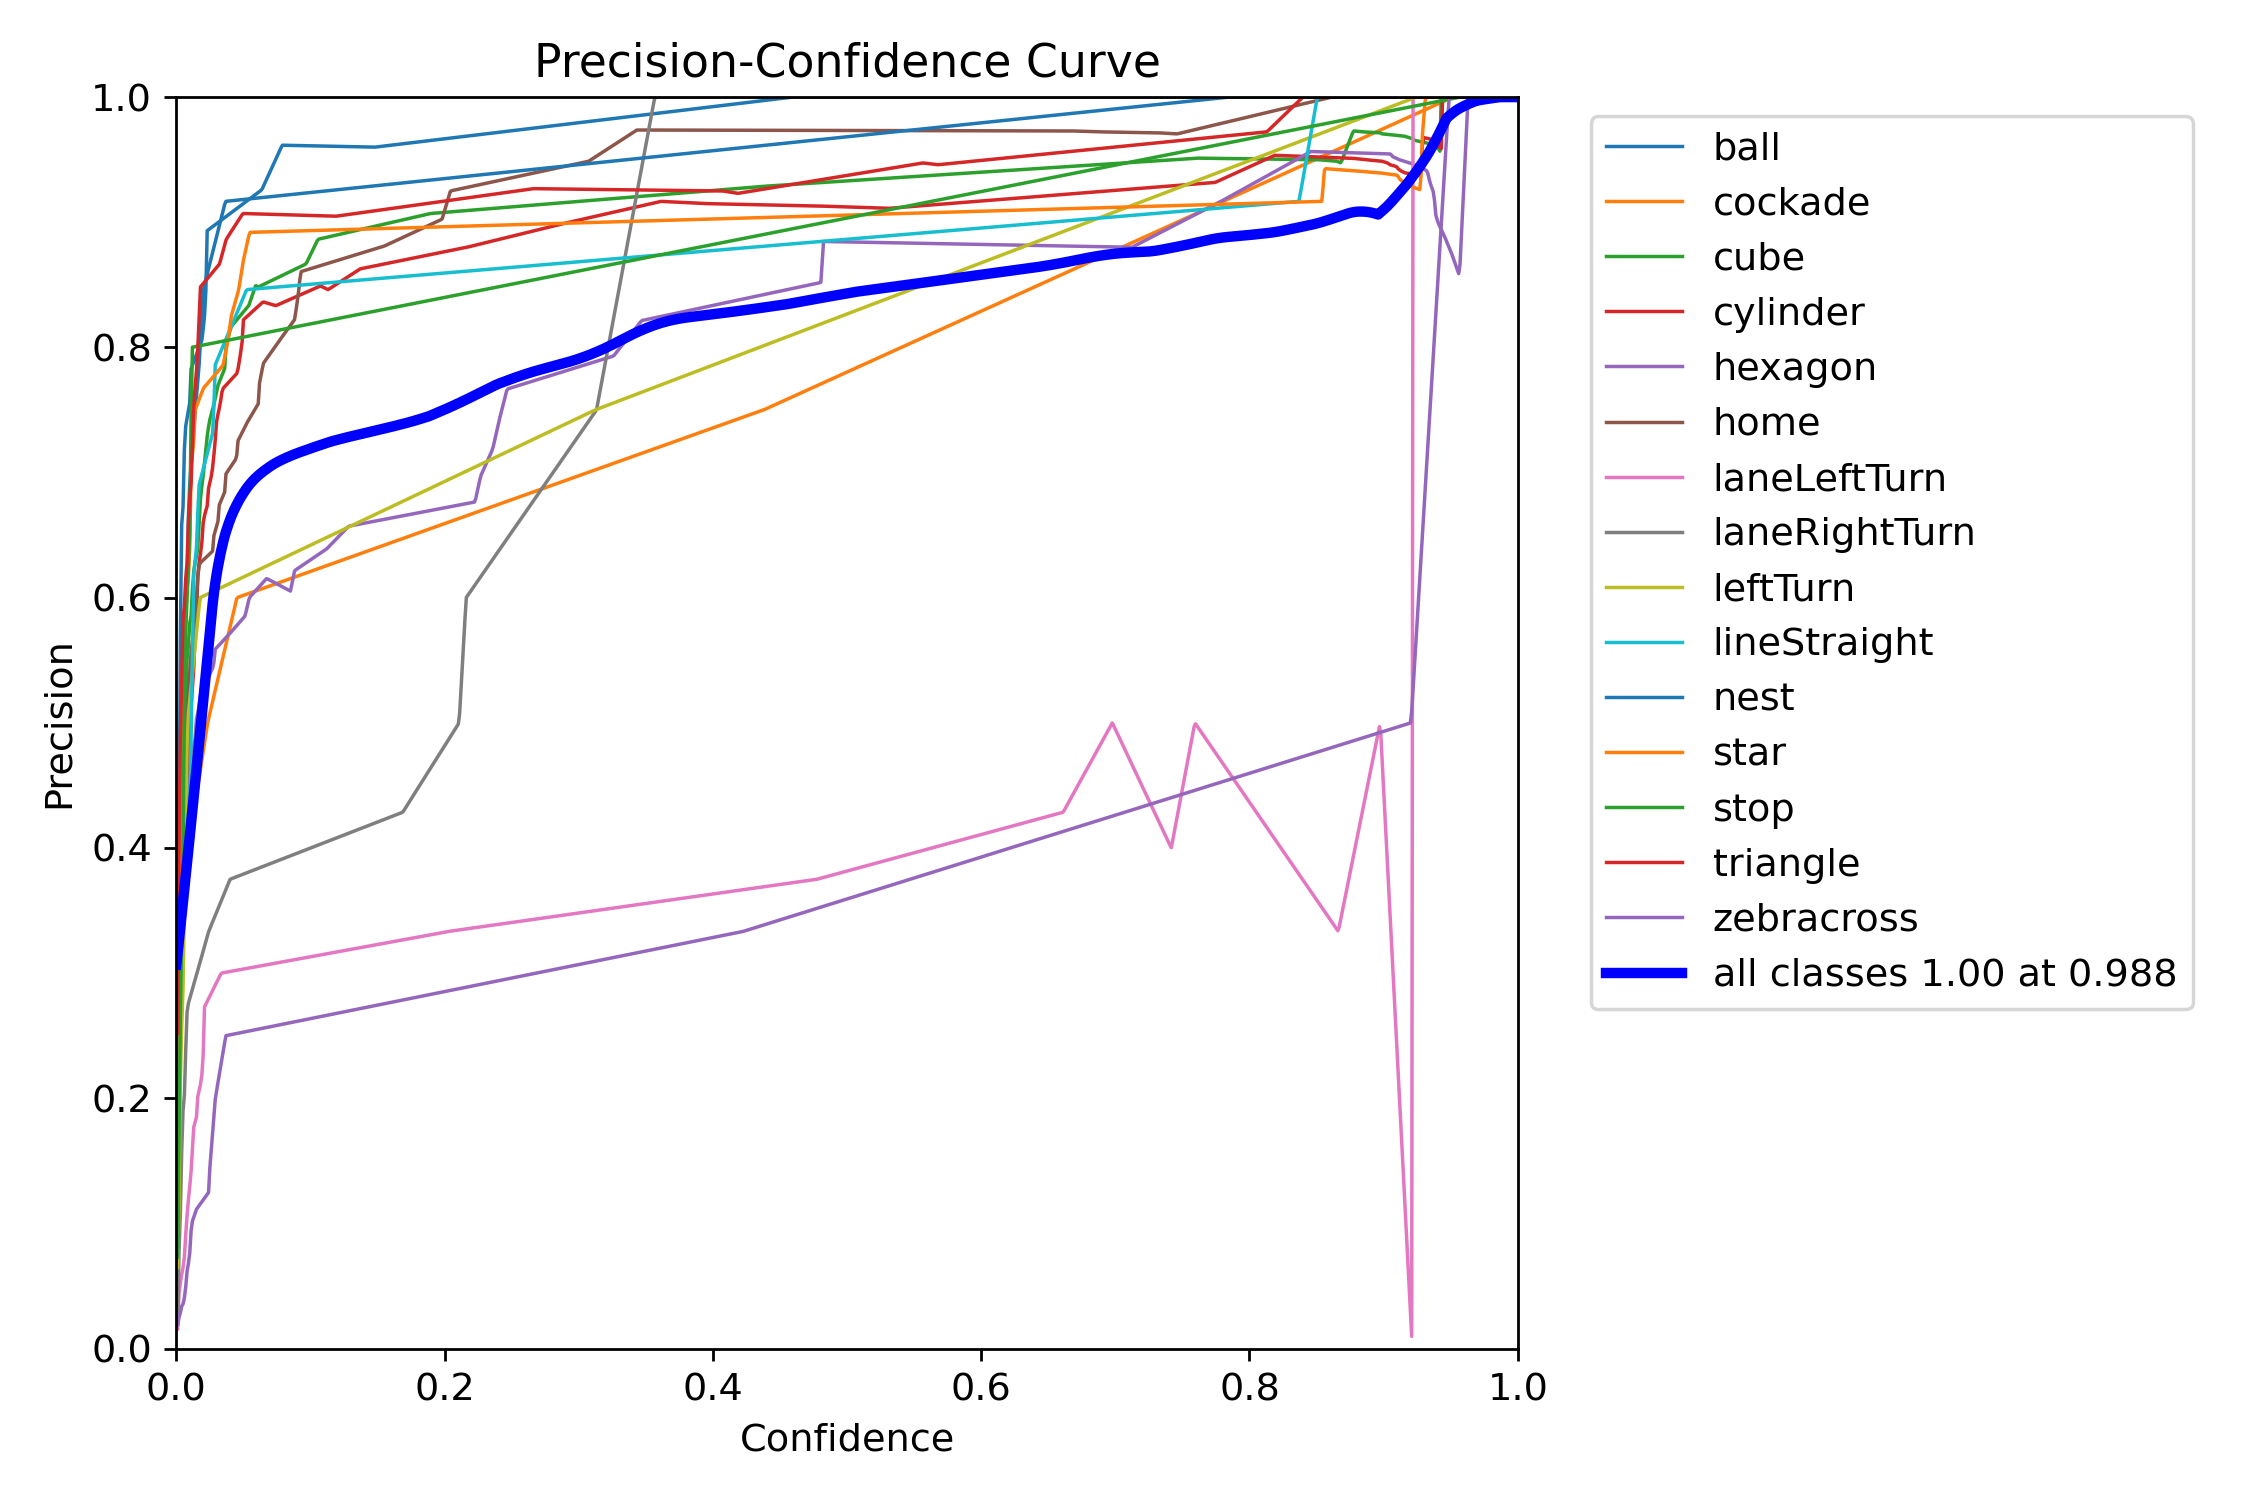 Precision-Confidence Curve
1.0
0.8
0.6
0.4
0.2
0.0
Precision
0.0 0.2 0.4 0.6 0.8 1.0
Confidence
ball
cockade
cube
cylinder
hexagon
home
laneLeftTurn
laneRightTurn
leftTurn
lineStraight
nest
star
stop
triangle
zebracross
all classes 1.00 at 0.988